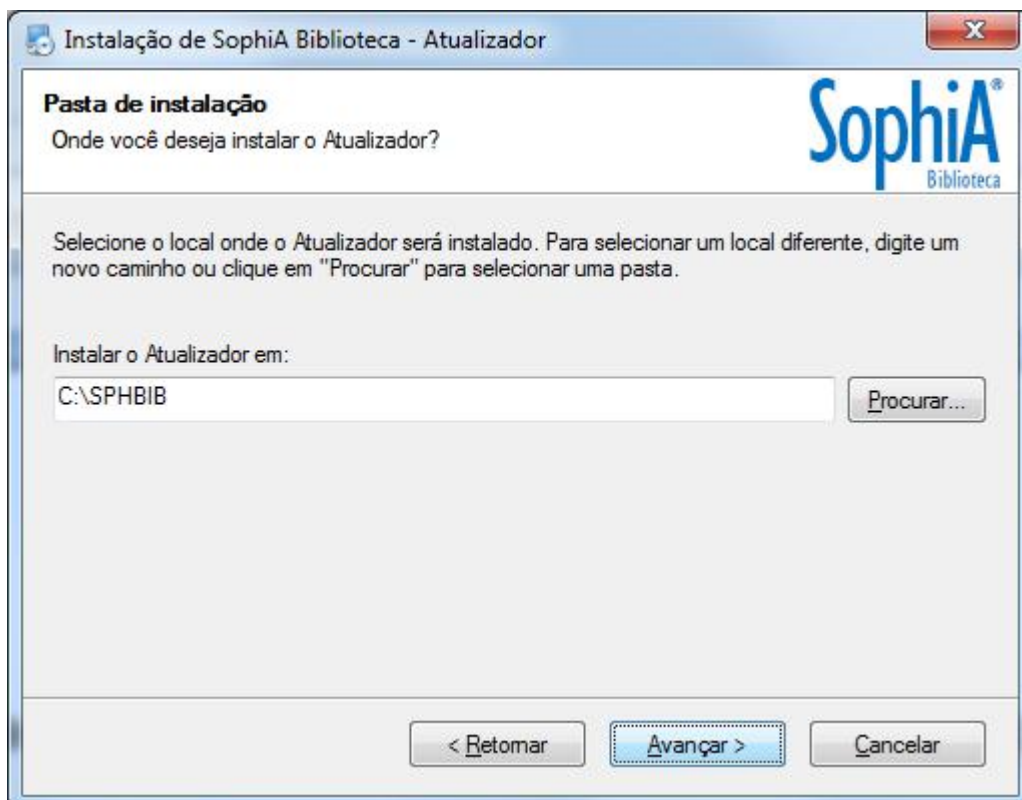 Instalação de SophiA Biblioteca - Atualizador
Pasta de instalação
Onde você deseja instalar o Atualizador?
SophiA®
Biblioteca
Selecione o local onde o Atualizador será instalado. Para selecionar um local diferente, digite um
novo caminho ou clique em "Procurar" para selecionar uma pasta.
Instalar o Atualizador em:
C:\SPHBIB
Procurar...
< Retornar
Avançar >
Cancelar